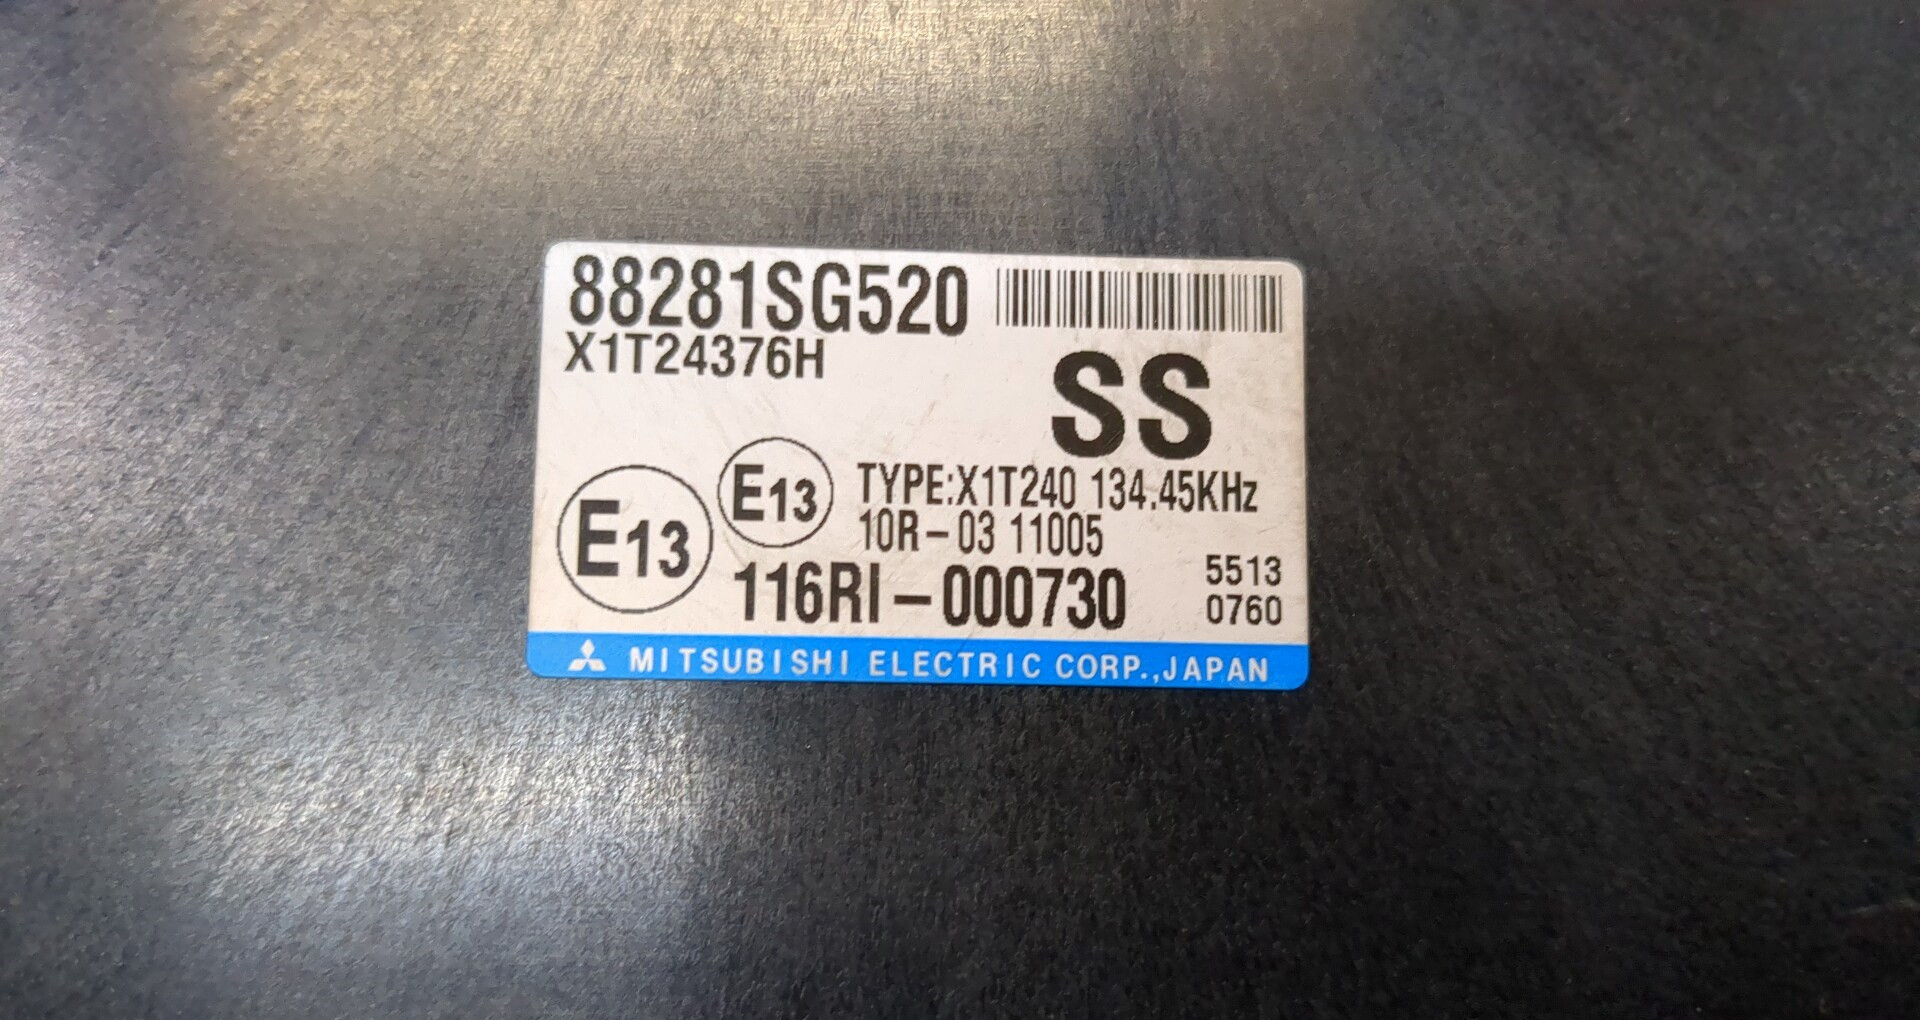 88281SG520
X1T24376H
SS
E13
E13
TYPE:X1T240 134.45KHz
10R-03 11005
116RI-000730
5513
0760
MITSUBISHI ELECTRIC CORP.,JAPAN